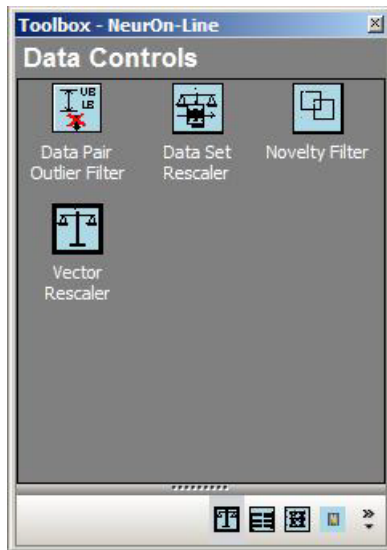 Toolbox - NeurOn-Line
Data Controls
UB
LB
Data Pair
Outlier Filter
Data Set
Rescaler
Novelty Filter
Vector
Rescaler